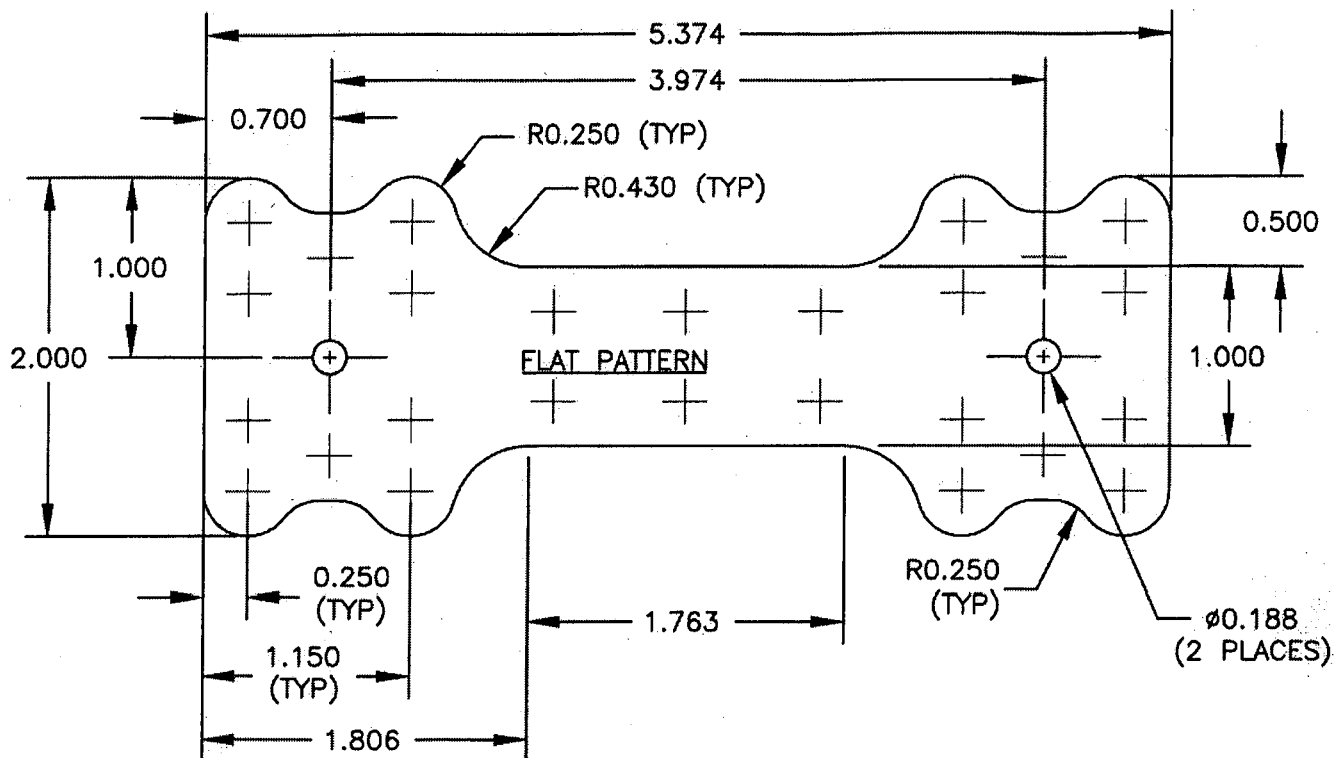 5.374
3.974
0.700
R0.250 (TYP)
R0.430 (TYP)
0.500
1.000
2.000
FLAT PATTERN
1.000
0.250
(TYP)
R0.250
(TYP)
1.763
ø0.188
(2 PLACES)
1.150
(TYP)
1.806